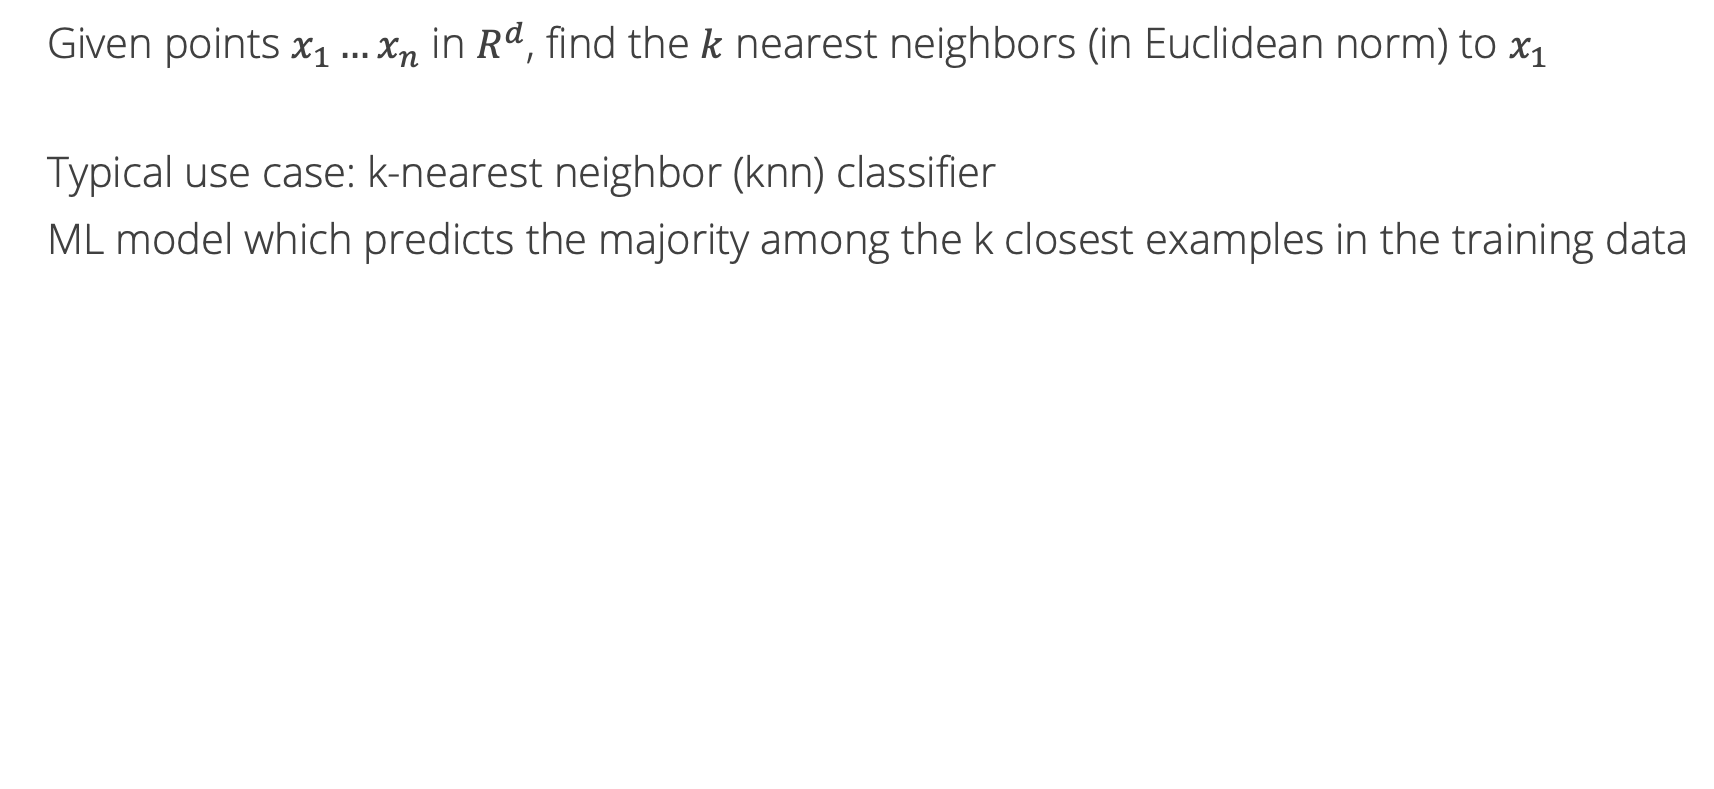 Given points x₁ ... xₙ in Rᵈ, find the k nearest neighbors (in Euclidean norm) to x₁
Typical use case: k-nearest neighbor (knn) classifier
ML model which predicts the majority among the k closest examples in the training data